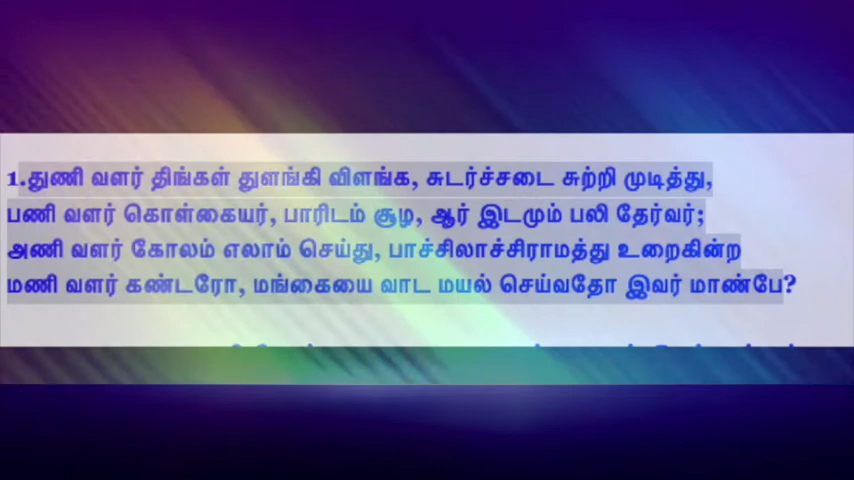 1.துணி வளர் திங்கள் துளங்கி விளங்க, சுடர்ச்சடை சுற்றி முடித்து,
பணி வளர் கொள்கையர், பாரிடம் சூழ, ஆர் இடமும் பலி தேர்வர்;
அணி வளர் கோலம் எலாம் செய்து, பாச்சிலாச்சிராமத்து உறைகின்ற
மணி வளர் கண்டரோ, மங்கையை வாட மயல் செய்வதோ இவர் மாண்பே?